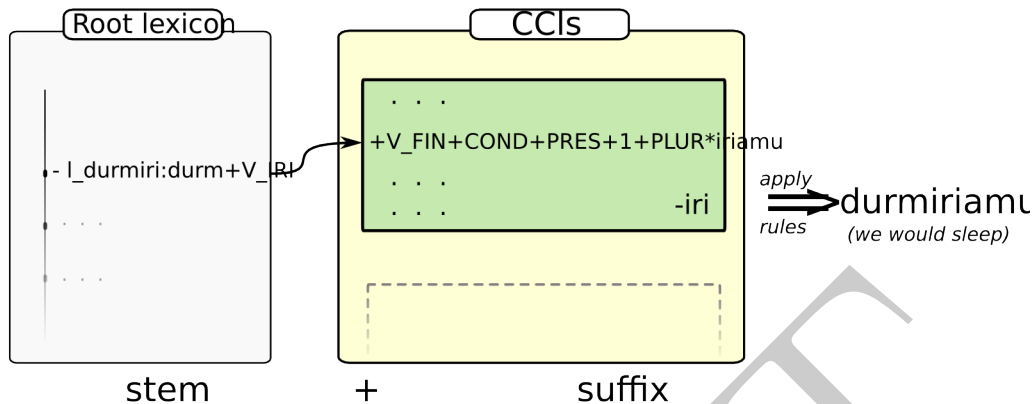 Root lexicon
CCls
. . .
+V_FIN+COND+PRES+1+PLUR*iriamu
- l_durmiri:durm+V_IRI
. . .
. . .
-iri
. . .
. . .
apply
rules
durmiriamu
(we would sleep)
stem + suffix
T